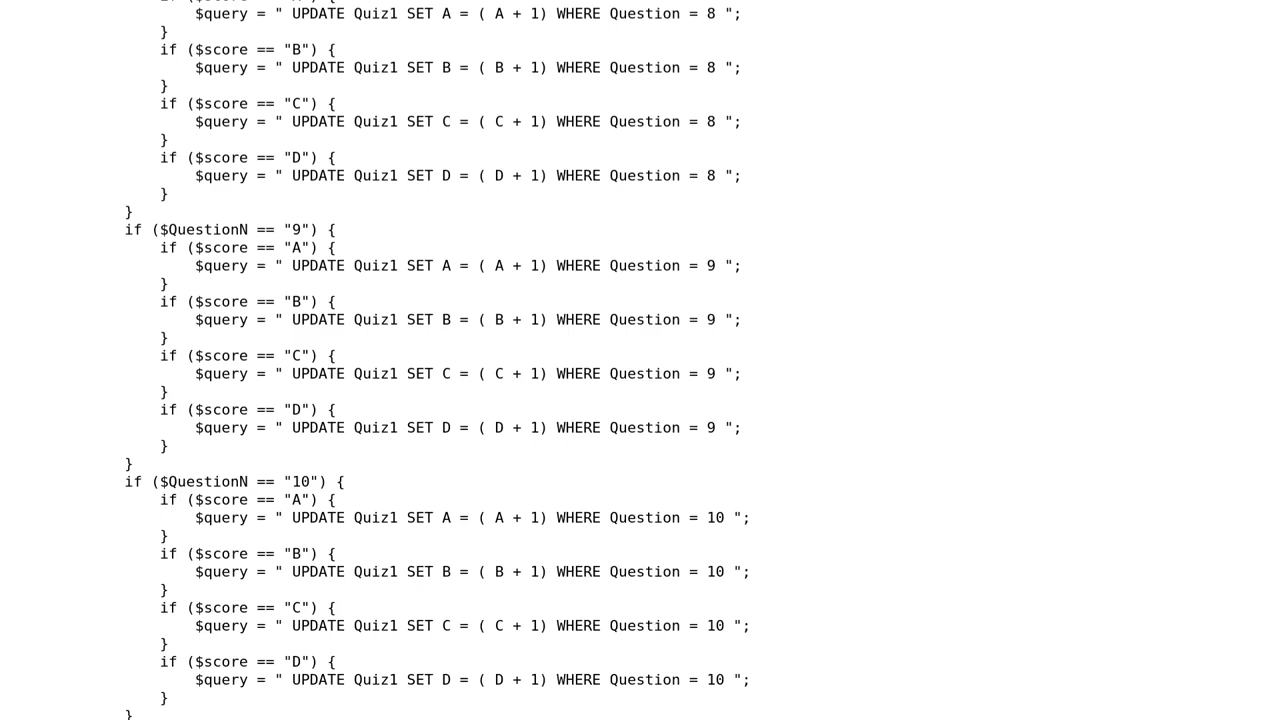 $query = " UPDATE Quiz1 SET A = ( A + 1) WHERE Question = 8 ";
}
if ($score == "B") {
$query = " UPDATE Quiz1 SET B = ( B + 1) WHERE Question = 8 ";
}
if ($score == "C") {
$query = " UPDATE Quiz1 SET C = ( C + 1) WHERE Question = 8 ";
}
if ($score == "D") {
$query = " UPDATE Quiz1 SET D = ( D + 1) WHERE Question = 8 ";
}
}
if ($QuestionN == "9") {
if ($score == "A") {
$query = " UPDATE Quiz1 SET A = ( A + 1) WHERE Question = 9 ";
}
if ($score == "B") {
$query = " UPDATE Quiz1 SET B = ( B + 1) WHERE Question = 9 ";
}
if ($score == "C") {
$query = " UPDATE Quiz1 SET C = ( C + 1) WHERE Question = 9 ";
}
if ($score == "D") {
$query = " UPDATE Quiz1 SET D = ( D + 1) WHERE Question = 9 ";
}
}
if ($QuestionN == "10") {
if ($score == "A") {
$query = " UPDATE Quiz1 SET A = ( A + 1) WHERE Question = 10 ";
}
if ($score == "B") {
$query = " UPDATE Quiz1 SET B = ( B + 1) WHERE Question = 10 ";
}
if ($score == "C") {
$query = " UPDATE Quiz1 SET C = ( C + 1) WHERE Question = 10 ";
}
if ($score == "D") {
$query = " UPDATE Quiz1 SET D = ( D + 1) WHERE Question = 10 ";
}
}